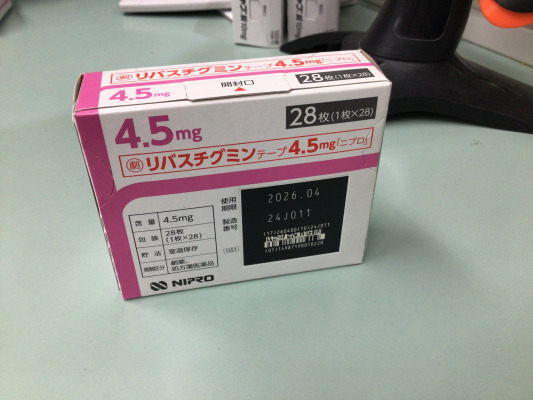 劇 リバスチグミンテープ4.5mg「ニプロ」
4.5mg
開封口
28枚(1枚×28)
4.5mg
28枚(1枚×28)
劇 リバスチグミンテープ4.5mg「ニプロ」
含量 4.5mg
包装 28枚(1枚×28)
貯法 室温保存
規制区分 劇薬、処方箋医薬品
使用期限 2026.04
製造番号 24J011
NIPRO